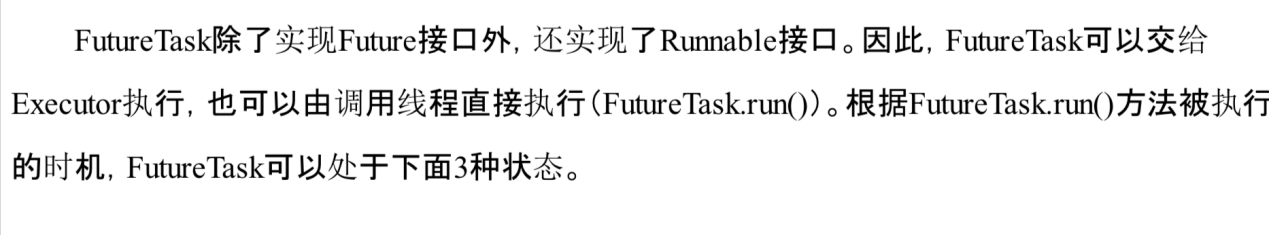 FutureTask除了实现Future接口外，还实现了Runnable接口。因此，FutureTask可以交给
Executor执行，也可以由调用线程直接执行（FutureTask.run()）。根据FutureTask.run()方法被执行
的时机，FutureTask可以处于下面3种状态。